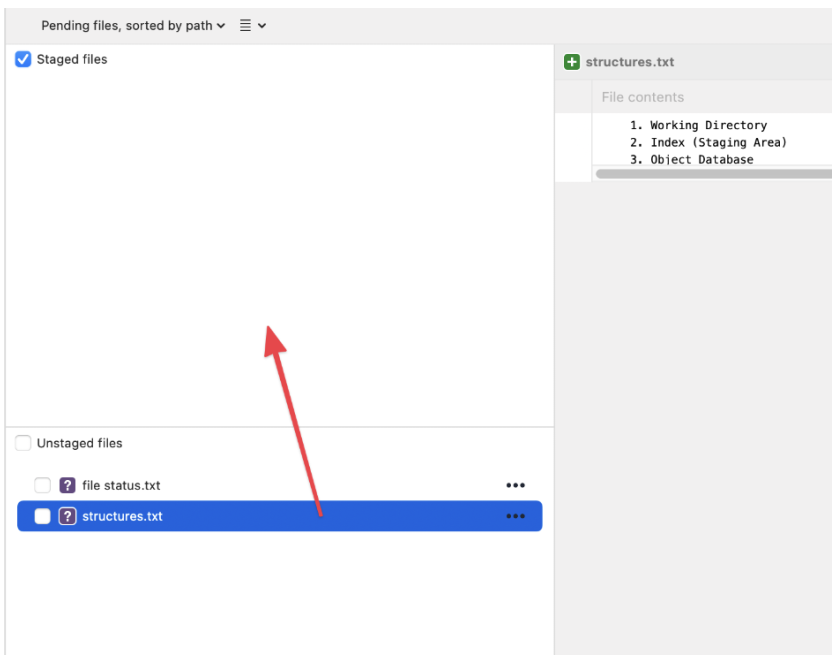 Pending files, sorted by path
Staged files
structures.txt
File contents
1. Working Directory
2. Index (Staging Area)
3. Object Database
Unstaged files
? file status.txt •••
? structures.txt •••